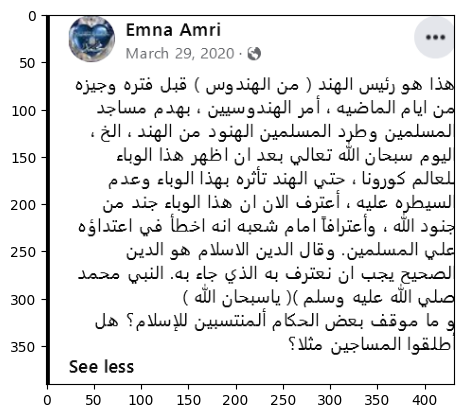 Emna Amri
March 29, 2020 ·
هذا هو رئيس الهند ( من الهندوس ) قبل فتره وجيزه
من ايام الماضيه ، أمر الهندوسيين ، بهدم مساجد
المسلمين وطرد المسلمين الهنود من الهند ، الخ ،
اليوم سبحان الله تعالي بعد ان اظهر هذا الوباء
للعالم كورونا ، حتي الهند تأثره بهذا الوباء وعدم
السيطره عليه ، أعترف الان ان هذا الوباء جند من
جنود الله ، وأعترافاً امام شعبه انه اخطأ في اعتداؤه
علي المسلمين. وقال الدين الاسلام هو الدين
الصحيح يجب ان نعترف به الذي جاء به. النبي محمد
صلي الله عليه وسلم )( ياسبحان الله )
و ما موقف بعض الحكام ألمنتسبين للإسلام؟ هل
أطلقوا المساجين مثلا؟
See less
0
50
100
150
200
250
300
350
0 50 100 150 200 250 300 350 400